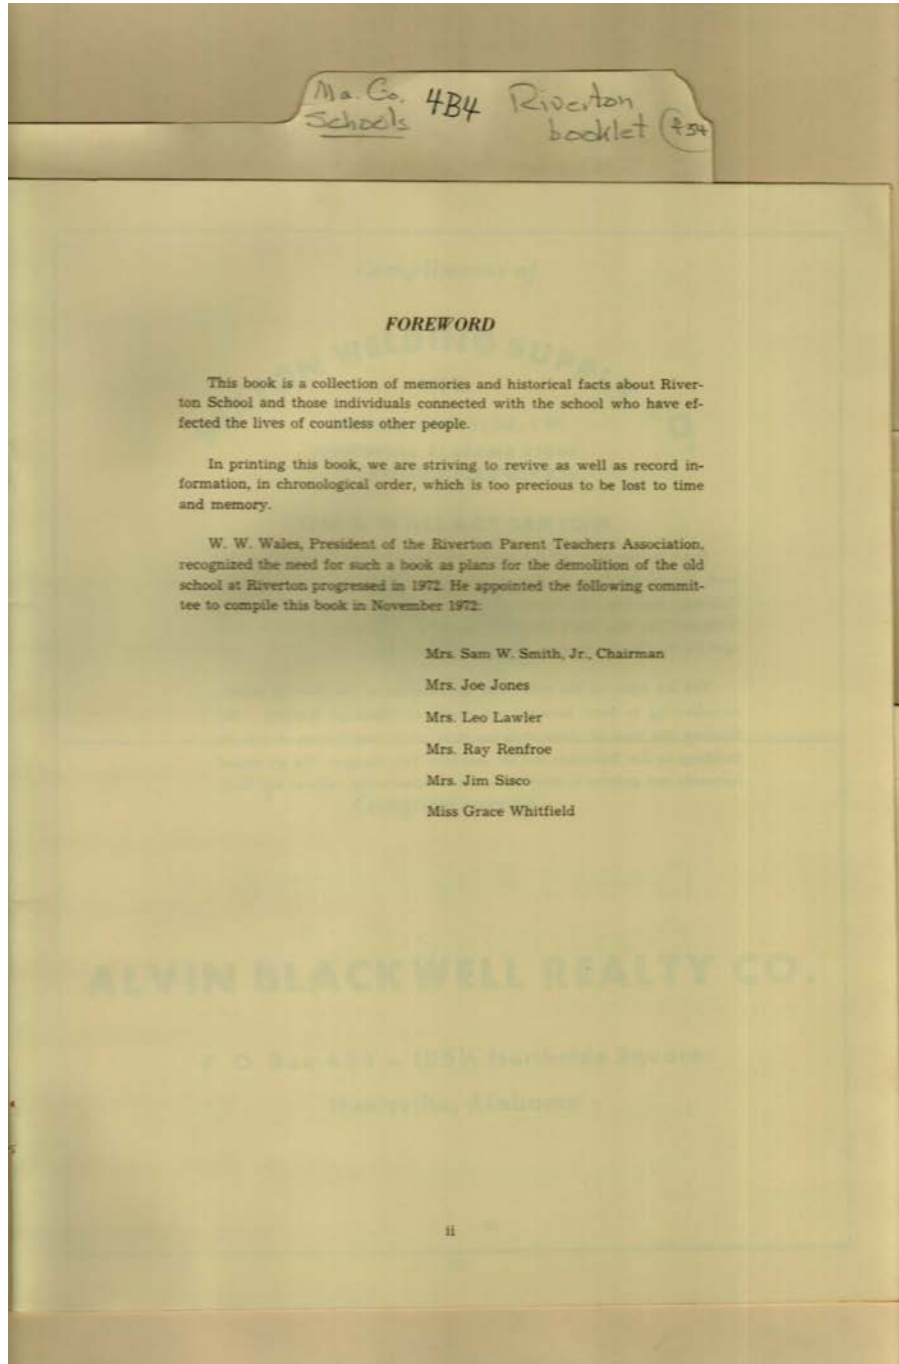 Ma. Co. 4B4 Riverton
Schools booklet
FOREWORD
This book is a collection of memories and historical facts about River-
ton School and those individuals connected with the school who have ef-
fected the lives of countless other people.
In printing this book, we are striving to revive as well as record in-
formation, in chronological order, which is too precious to be lost to time
and memory.
W. W. Wales, President of the Riverton Parent Teachers Association,
recognized the need for such a book as plans for the demolition of the old
school at Riverton progressed in 1972. He appointed the following commit-
tee to compile this book in November 1972:
Mrs. Sam W. Smith, Jr., Chairman
Mrs. Joe Jones
Mrs. Leo Lawler
Mrs. Ray Renfroe
Mrs. Jim Sisco
Miss Grace Whitfield
ALVIN BLACKWELL REALTY CO.
Huntsville, Alabama
ii